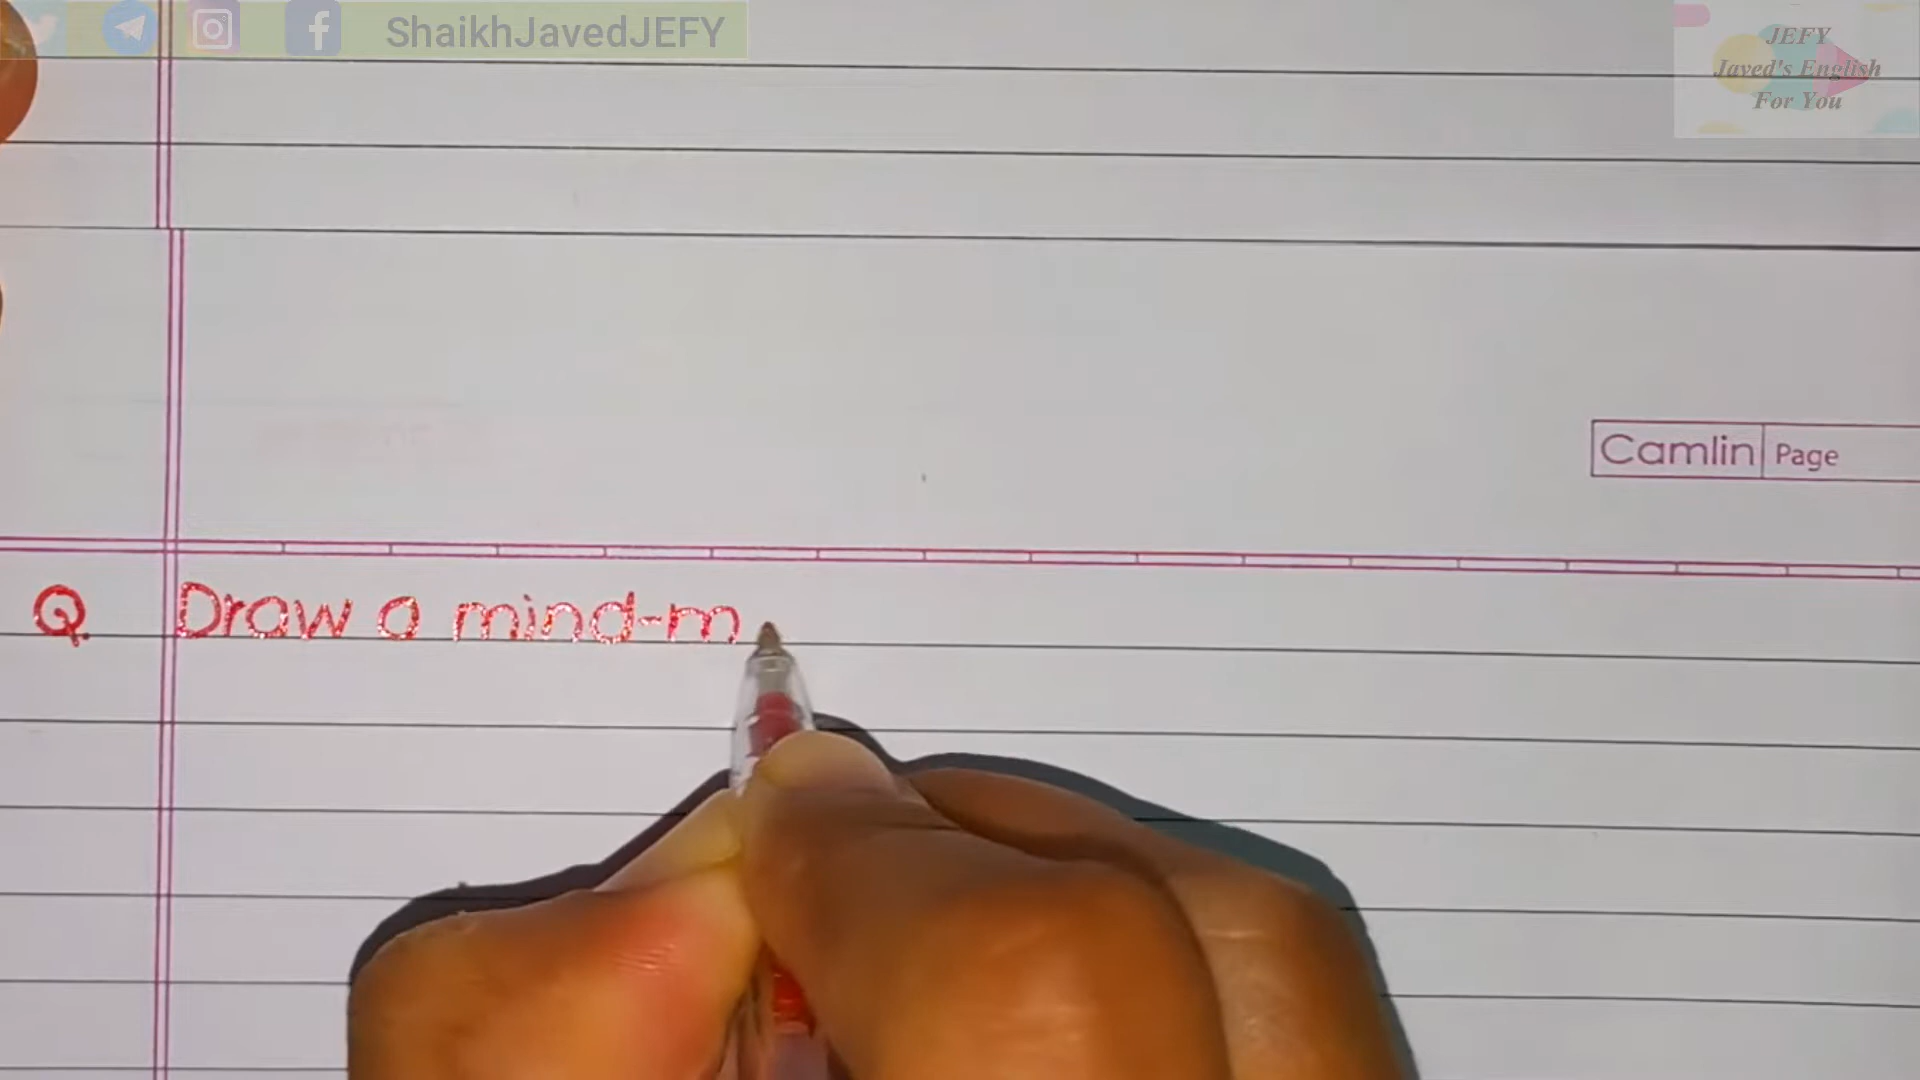 ShaikhJavedJEFY
JEFY
Javed's English
For You
Camlin Page
Q. Draw a mind-m